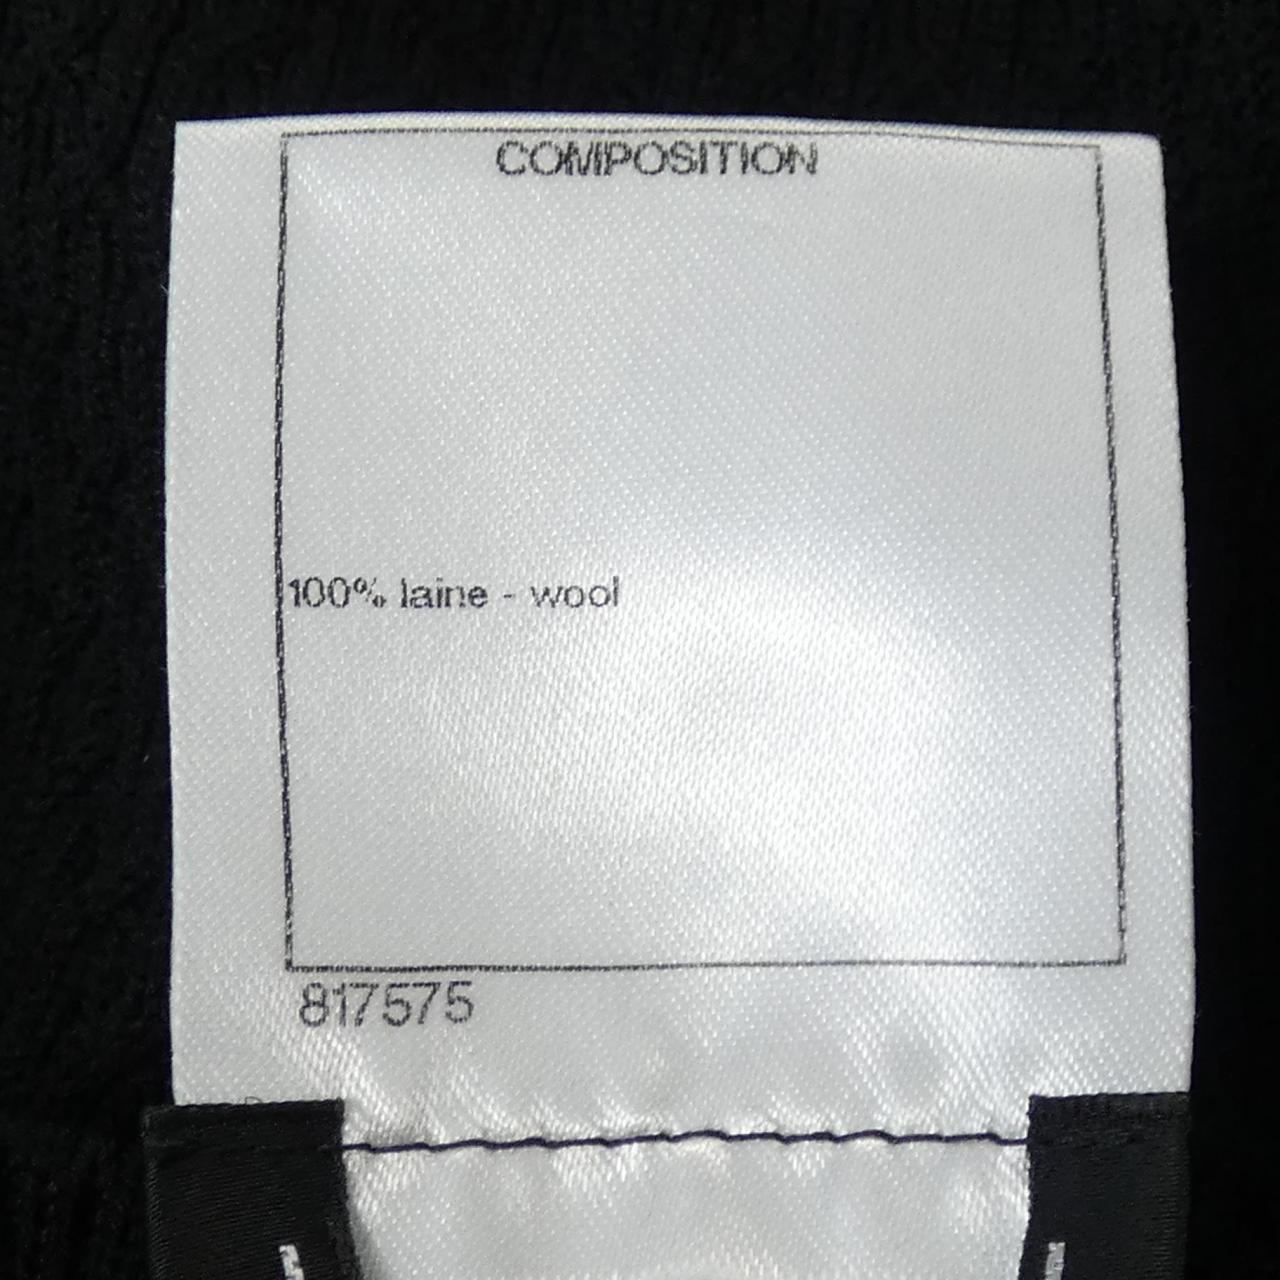 COMPOSITION
100% laine - wool
817575